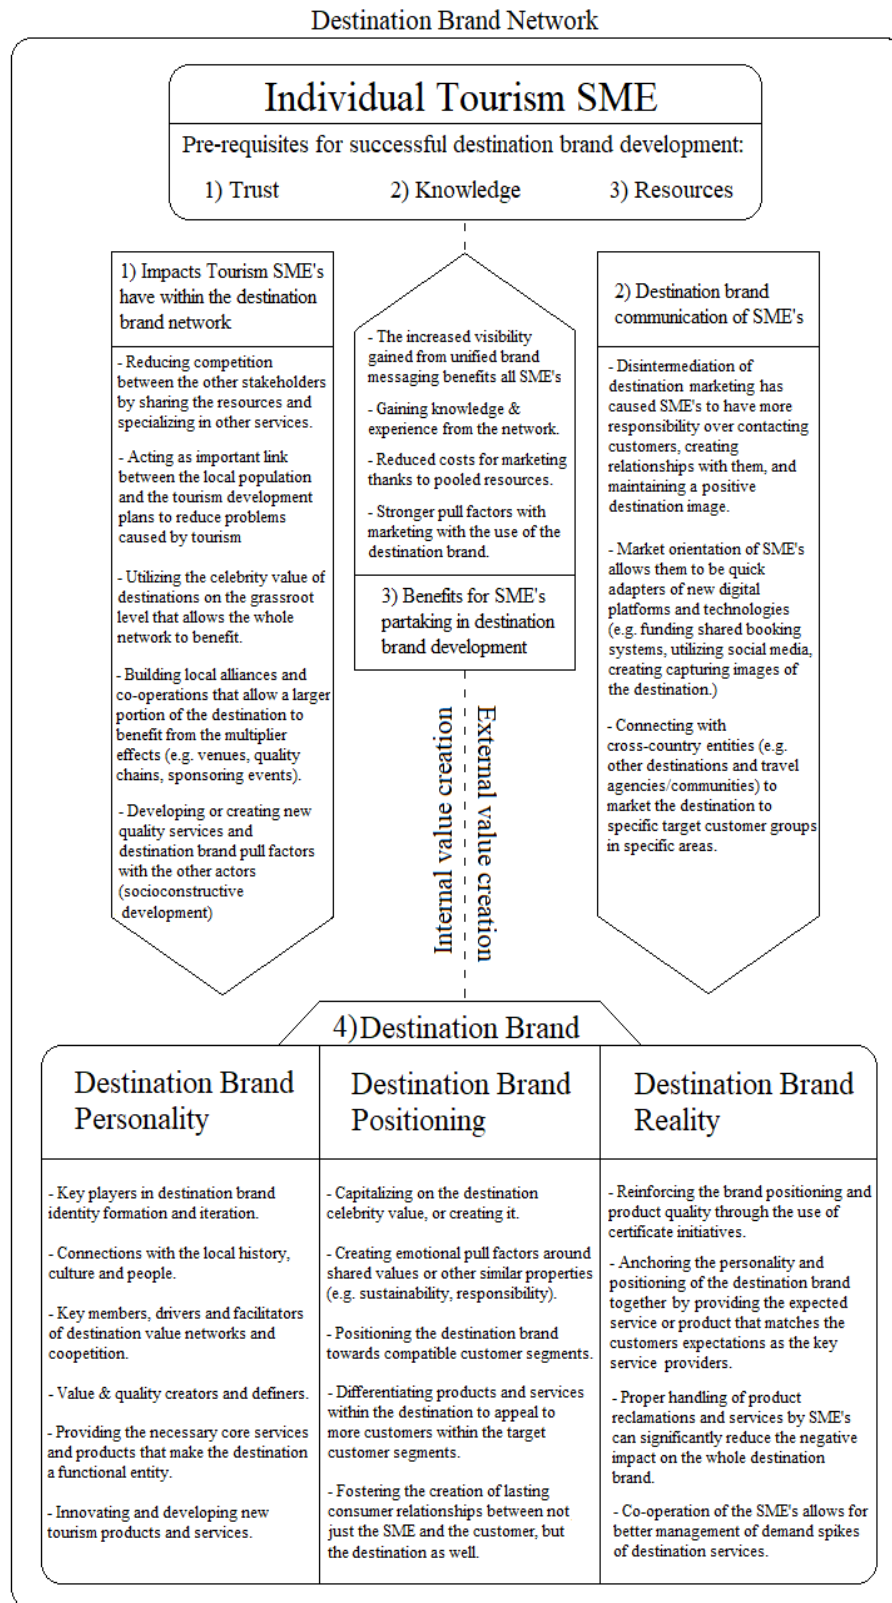 Destination Brand Network
Individual Tourism SME
Pre-requisites for successful destination brand development:
1) Trust
2) Knowledge
3) Resources
1) Impacts Tourism SME's
have within the destination
brand network
- Reducing competition
between the other stakeholders
by sharing the resources and
specializing in other services.
- Acting as important link
between the local population
and the tourism development
plans to reduce problems
caused by tourism
- Utilizing the celebrity value of
destinations on the grassroot
level that allows the whole
network to benefit.
- Building local alliances and
co-operations that allow a larger
portion of the destination to
benefit from the multiplier
effects (e.g. venues, quality
chains, sponsoring events).
- Developing or creating new
quality services and
destination brand pull factors
with the other actors
(socioconstructive
development)
- The increased visibility
gained from unified brand
messaging benefits all SME's
- Gaining knowledge &
experience from the network.
- Reduced costs for marketing
thanks to pooled resources.
- Stronger pull factors with
marketing with the use of the
destination brand.
3) Benefits for SME's
partaking in destination
brand development
2) Destination brand
communication of SME's
- Disintermediation of
destination marketing has
caused SME's to have more
responsibility over contacting
customers, creating
relationships with them, and
maintaining a positive
destination image.
- Market orientation of SME's
allows them to be quick
adapters of new digital
platforms and technologies
(e.g. funding shared booking
systems, utilizing social media,
creating capturing images of
the destination.)
- Connecting with
cross-country entities (e.g.
other destinations and travel
agencies/communities) to
market the destination to
specific target customer groups
in specific areas.
Internal value creation
External value creation
4) Destination Brand
Destination Brand
Personality
- Key players in destination brand
identity formation and iteration.
- Connections with the local history,
culture and people.
- Key members, drivers and facilitators
of destination value networks and
coopetition.
- Value & quality creators and definers.
- Providing the necessary core services
and products that make the destination
a functional entity.
- Innovating and developing new
tourism products and services.
Destination Brand
Positioning
- Capitalizing on the destination
celebrity value, or creating it.
- Creating emotional pull factors around
shared values or other similar properties
(e.g. sustainability, responsibility).
- Positioning the destination brand
towards compatible customer segments.
- Differentiating products and services
within the destination to appeal to
more customers within the target
customer segments.
- Fostering the creation of lasting
consumer relationships between not
just the SME and the customer, but
the destination as well.
Destination Brand
Reality
- Reinforcing the brand positioning and
product quality through the use of
certificate initiatives.
- Anchoring the personality and
positioning of the destination brand
together by providing the expected
service or product that matches the
customers expectations as the key
service providers.
- Proper handling of product
reclamations and services by SME's
can significantly reduce the negative
impact on the whole destination
brand.
- Co-operation of the SME's allows for
better management of demand spikes
of destination services.